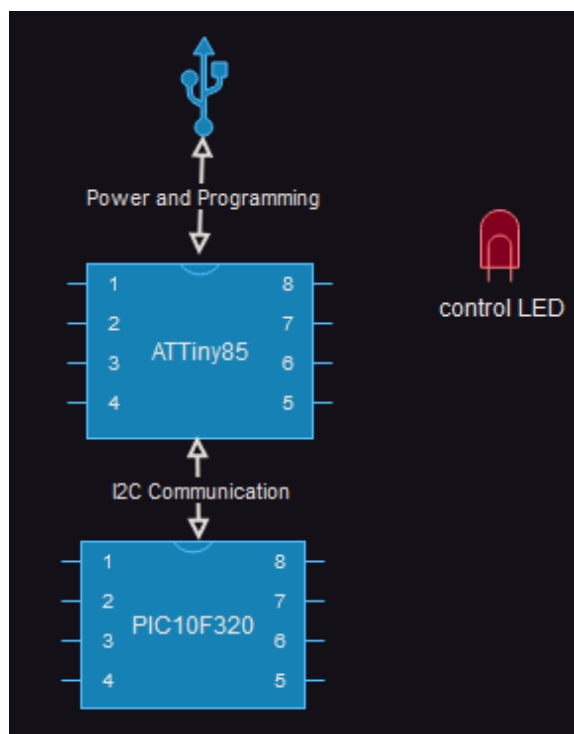 Power and Programming
1 8
2 7
ATTiny85
3 6
4 5
control LED
I2C Communication
1 8
2 7
PIC10F320
3 6
4 5